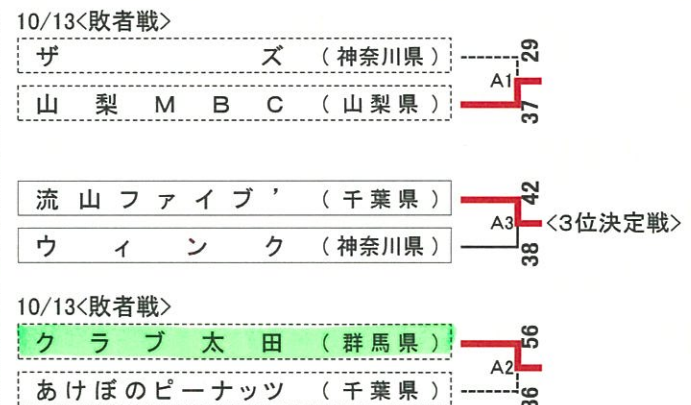 10/13<敗者戦>
ザズ (神奈川県) 29
A1
山梨MBC (山梨県) 37
流山ファイブ’ (千葉県) 42
A3 <3位決定戦>
ウィンク (神奈川県) 38
10/13<敗者戦>
クラブ太田 (群馬県) 56
A2
あけぼのピーナッツ (千葉県)